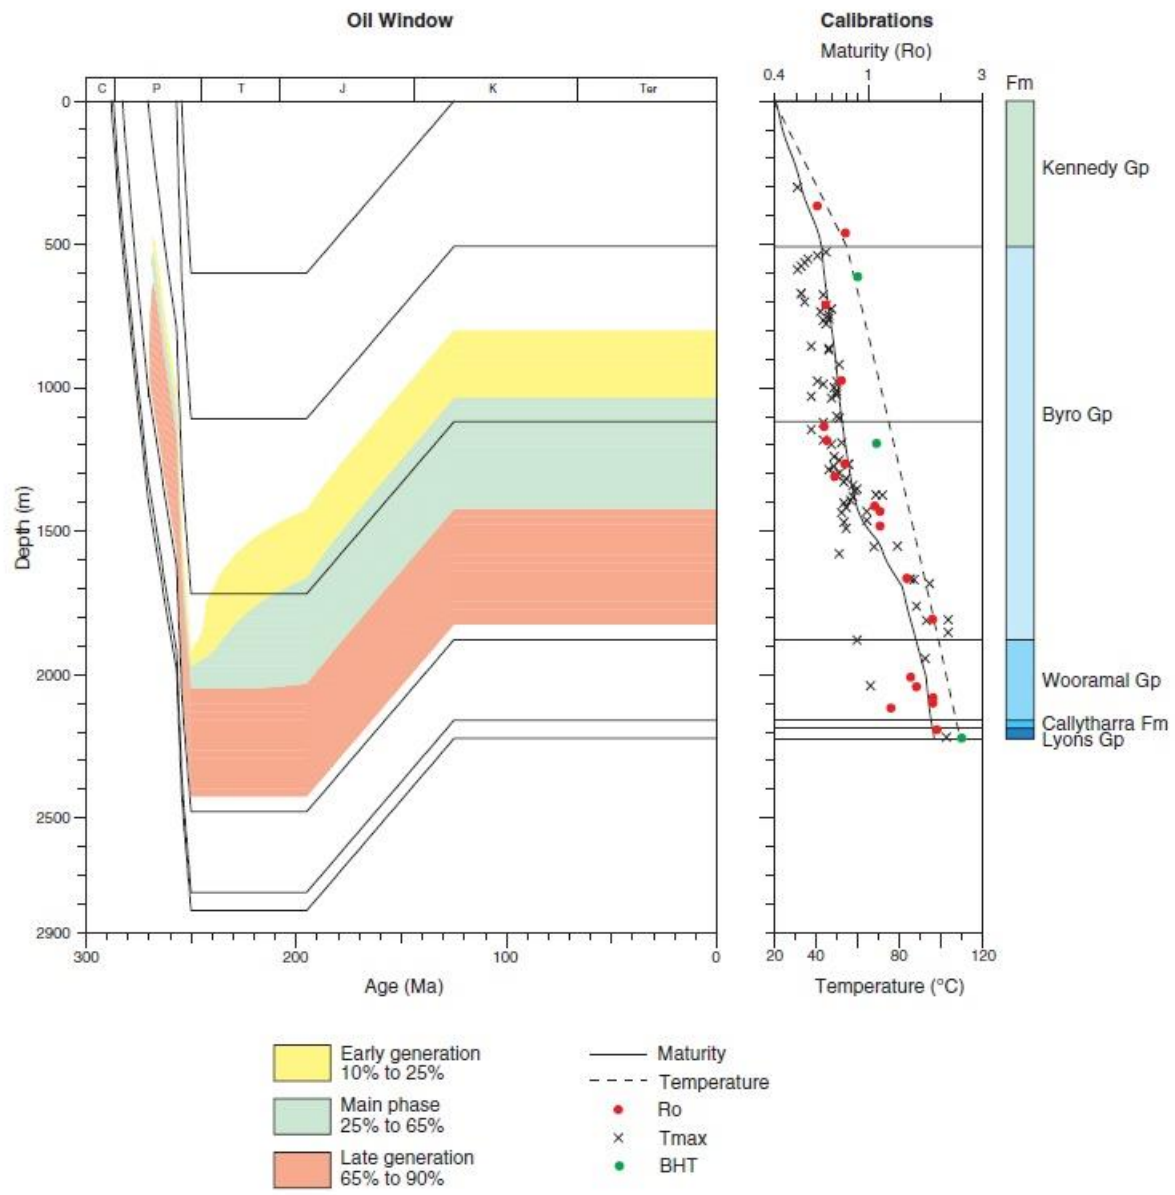 Oil Window
Calibrations
Maturity (Ro)
0.4 1 3
Fm
C P T J K Ter
0
500
1000
1500
2000
2500
2900
Depth (m)
300 200 100 0
Age (Ma)
20 40 80 120
Temperature (°C)
Kennedy Gp
Byro Gp
Wooramal Gp
Callytharra Fm
Lyons Gp
Early generation
10% to 25%
Main phase
25% to 65%
Late generation
65% to 90%
Maturity
Temperature
Ro
Tmax
BHT